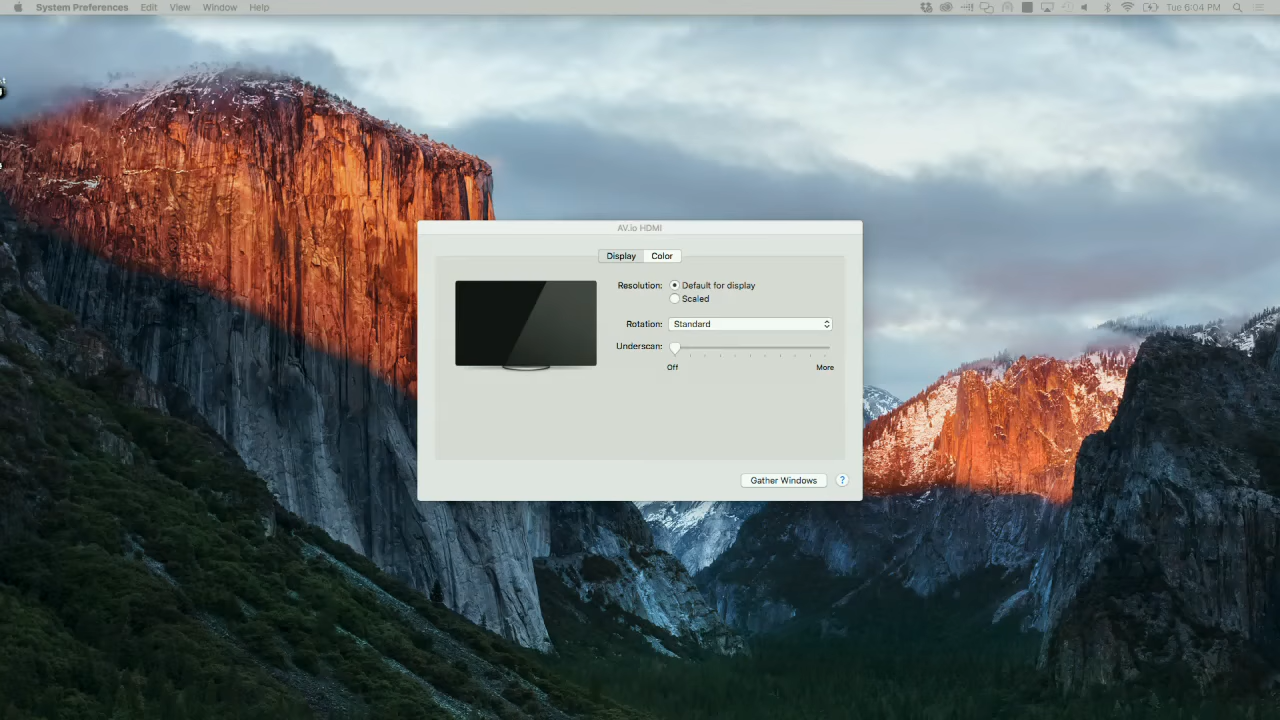 System Preferences Edit View Window Help Tue 6:04 PM
AV.io HDMI
Display Color
Resolution: Default for display
Scaled
Rotation: Standard
Underscan:
Off More
Gather Windows ?